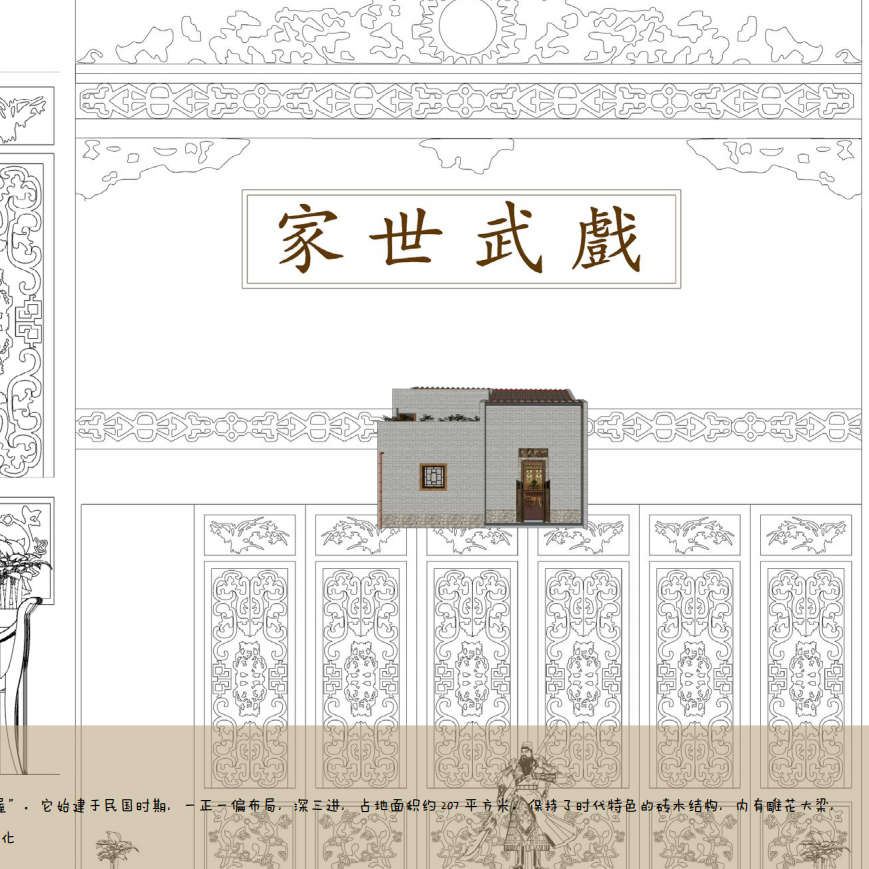 家世武戲
屋”．它始建于民国时期，一正一偏布局，深三进，占地面积约207平方米。保持了时代特色的砖木结构，内有雕花大梁，
化